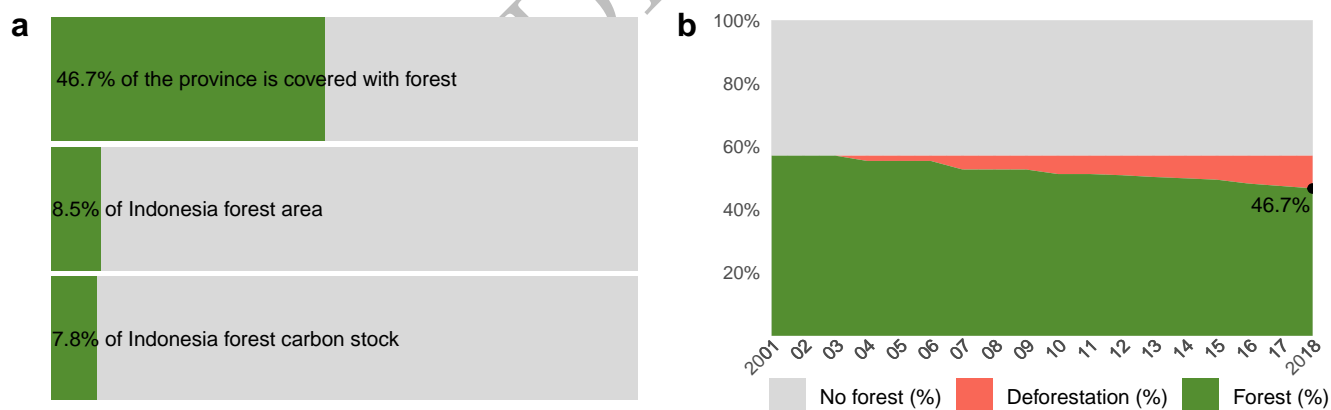 a
46.7% of the province is covered with forest
8.5% of Indonesia forest area
7.8% of Indonesia forest carbon stock
b
100%
80%
60%
40%
20%
46.7%
2001 02 03 04 05 06 07 08 09 10 11 12 13 14 15 16 17 2018
No forest (%) Deforestation (%) Forest (%)